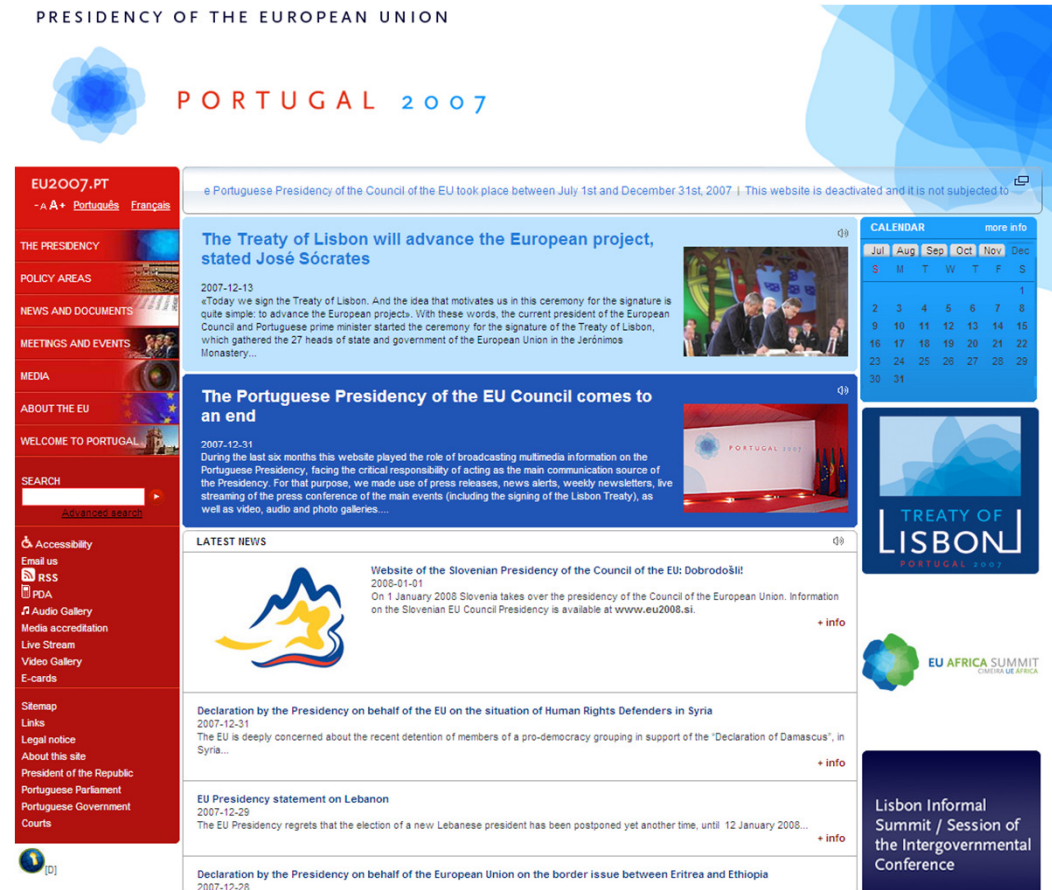 PRESIDENCY OF THE EUROPEAN UNION
PORTUGAL 2007
EU2007.PT
-A A+ Português Français
THE PRESIDENCY
POLICY AREAS
NEWS AND DOCUMENTS
MEETINGS AND EVENTS
MEDIA
ABOUT THE EU
WELCOME TO PORTUGAL
SEARCH
Advanced search
Accessibility
Email us
RSS
PDA
Audio Gallery
Media accreditation
Live Stream
Video Gallery
E-cards
Sitemap
Links
Legal notice
About this site
President of the Republic
Portuguese Parliament
Portuguese Government
Courts
[D]
e Portuguese Presidency of the Council of the EU took place between July 1st and December 31st, 2007 | This website is deactivated and it is not subjected to
The Treaty of Lisbon will advance the European project,
stated José Sócrates
2007-12-13
«Today we sign the Treaty of Lisbon. And the idea that motivates us in this ceremony for the signature is
quite simple: to advance the European project». With these words, the current president of the European
Council and Portuguese prime minister started the ceremony for the signature of the Treaty of Lisbon,
which gathered the 27 heads of state and government of the European Union in the Jerónimos
Monastery...
The Portuguese Presidency of the EU Council comes to
an end
2007-12-31
During the last six months this website played the role of broadcasting multimedia information on the
Portuguese Presidency, facing the critical responsibility of acting as the main communication source of
the Presidency. For that purpose, we made use of press releases, news alerts, weekly newsletters, live
streaming of the press conference of the main events (including the signing of the Lisbon Treaty), as
well as video, audio and photo galleries....
PORTUGAL 2007
LATEST NEWS
Website of the Slovenian Presidency of the Council of the EU: Dobrodošli!
2008-01-01
On 1 January 2008 Slovenia takes over the presidency of the Council of the European Union. Information
on the Slovenian EU Council Presidency is available at www.eu2008.si.
+ info
Declaration by the Presidency on behalf of the EU on the situation of Human Rights Defenders in Syria
2007-12-31
The EU is deeply concerned about the recent detention of members of a pro-democracy grouping in support of the "Declaration of Damascus", in
Syria...
+ info
EU Presidency statement on Lebanon
2007-12-29
The EU Presidency regrets that the election of a new Lebanese president has been postponed yet another time, until 12 January 2008...
+ info
Declaration by the Presidency on behalf of the European Union on the border issue between Eritrea and Ethiopia
2007-12-28
CALENDAR more info
Jul Aug Sep Oct Nov Dec
S M T W T F S
1
2 3 4 5 6 7 8
9 10 11 12 13 14 15
16 17 18 19 20 21 22
23 24 25 26 27 28 29
30 31
TREATY OF
LISBON
PORTUGAL 2007
EU AFRICA SUMMIT
CIMEIRA UE ÁFRICA
Lisbon Informal
Summit / Session of
the Intergovernmental
Conference